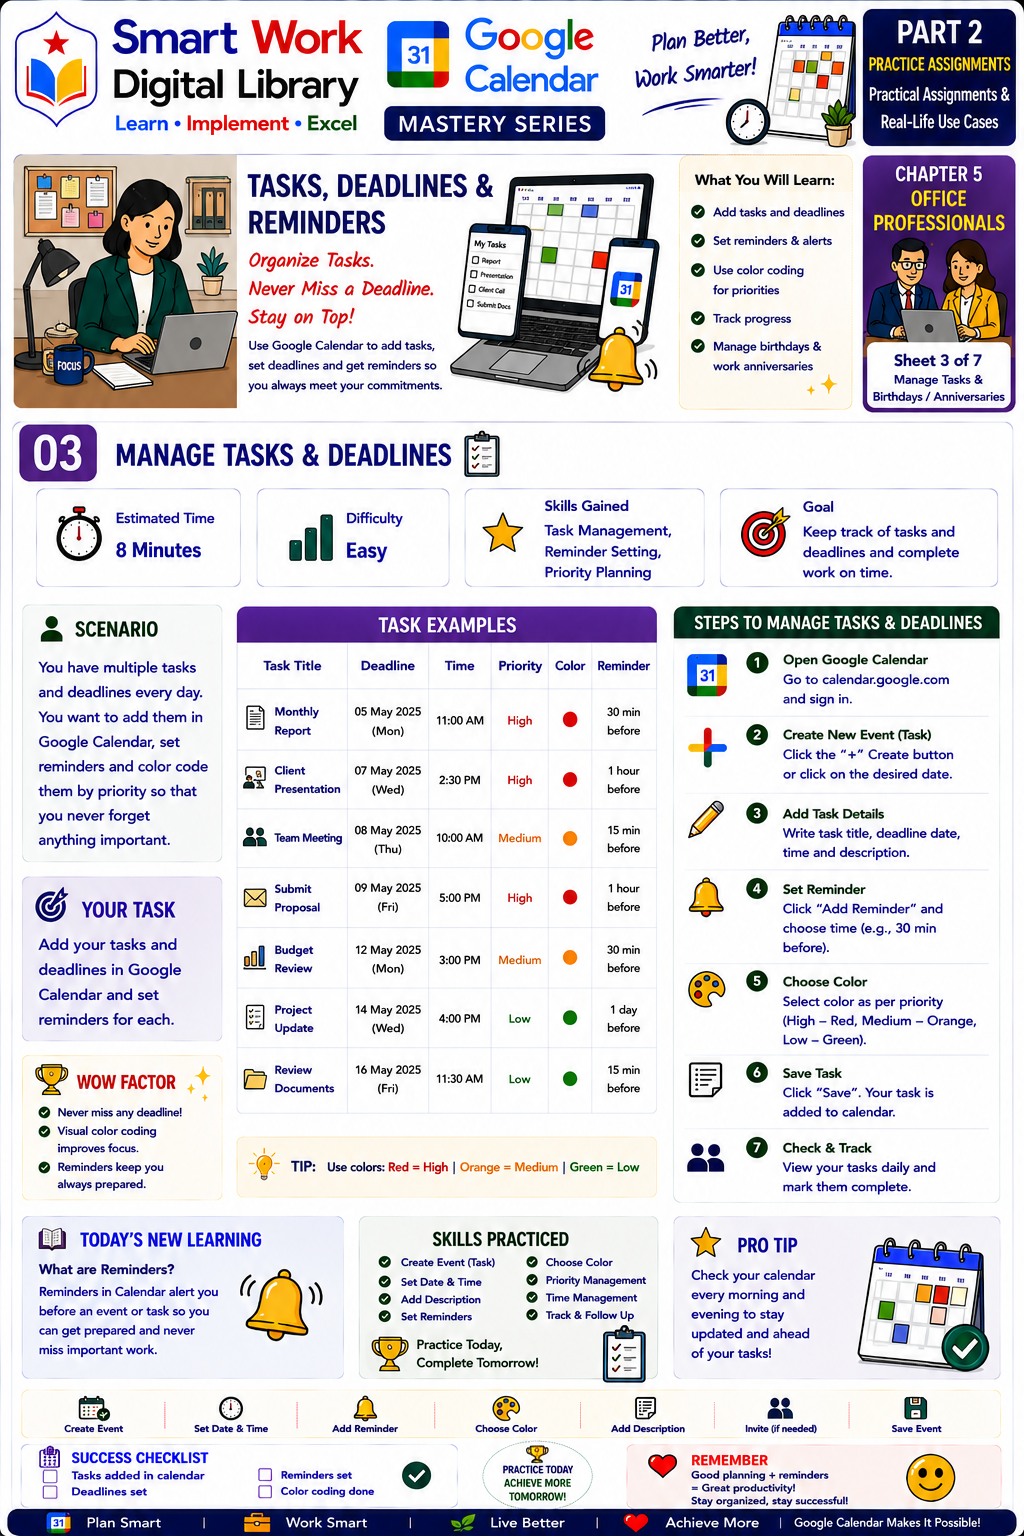 Smart Work
Digital Library
Learn • Implement • Excel
31
Google
Calendar
MASTERY SERIES
Plan Better,
Work Smarter!
PART 2
PRACTICE ASSIGNMENTS
Practical Assignments &
Real-Life Use Cases
FOCUS
TASKS, DEADLINES &
REMINDERS
Organize Tasks.
Never Miss a Deadline.
Stay on Top!
Use Google Calendar to add tasks,
set deadlines and get reminders so
you always meet your commitments.
My Tasks
Report
Presentation
Client Call
Submit Docs
31
What You Will Learn:
Add tasks and deadlines
Set reminders & alerts
Use color coding
for priorities
Track progress
Manage birthdays &
work anniversaries
CHAPTER 5
OFFICE
PROFESSIONALS
Sheet 3 of 7
Manage Tasks &
Birthdays / Anniversaries
03
MANAGE TASKS & DEADLINES
Estimated Time
8 Minutes
Difficulty
Easy
Skills Gained
Task Management,
Reminder Setting,
Priority Planning
Goal
Keep track of tasks and
deadlines and complete
work on time.
SCENARIO
You have multiple tasks
and deadlines every day.
You want to add them in
Google Calendar, set
reminders and color code
them by priority so that
you never forget
anything important.
YOUR TASK
Add your tasks and
deadlines in Google
Calendar and set
reminders for each.
WOW FACTOR
Never miss any deadline!
Visual color coding
improves focus.
Reminders keep you
always prepared.
TASK EXAMPLES
Task Title Deadline Time Priority Color Reminder
Monthly Report 05 May 2025 (Mon) 11:00 AM High 30 min before
Client Presentation 07 May 2025 (Wed) 2:30 PM High 1 hour before
Team Meeting 08 May 2025 (Thu) 10:00 AM Medium 15 min before
Submit Proposal 09 May 2025 (Fri) 5:00 PM High 1 hour before
Budget Review 12 May 2025 (Mon) 3:00 PM Medium 30 min before
Project Update 14 May 2025 (Wed) 4:00 PM Low 1 day before
Review Documents 16 May 2025 (Fri) 11:30 AM Low 15 min before
TIP: Use colors: Red = High | Orange = Medium | Green = Low
STEPS TO MANAGE TASKS & DEADLINES
31
1 Open Google Calendar
Go to calendar.google.com
and sign in.
2 Create New Event (Task)
Click the "+" Create button
or click on the desired date.
3 Add Task Details
Write task title, deadline date,
time and description.
4 Set Reminder
Click "Add Reminder" and
choose time (e.g., 30 min
before).
5 Choose Color
Select color as per priority
(High – Red, Medium – Orange,
Low – Green).
6 Save Task
Click "Save". Your task is
added to calendar.
7 Check & Track
View your tasks daily and
mark them complete.
TODAY'S NEW LEARNING
What are Reminders?
Reminders in Calendar alert you
before an event or task so you
can get prepared and never
miss important work.
SKILLS PRACTICED
Create Event (Task)
Set Date & Time
Add Description
Set Reminders
Choose Color
Priority Management
Time Management
Track & Follow Up
Practice Today,
Complete Tomorrow!
PRO TIP
Check your calendar
every morning and
evening to stay
updated and ahead
of your tasks!
Create Event
Set Date & Time
Add Reminder
Choose Color
Add Description
Invite (if needed)
Save Event
SUCCESS CHECKLIST
Tasks added in calendar
Deadlines set
Reminders set
Color coding done
PRACTICE TODAY
ACHIEVE MORE
TOMORROW!
REMEMBER
Good planning + reminders
= Great productivity!
Stay organized, stay successful!
31 Plan Smart | Work Smart | Live Better | Achieve More | Google Calendar Makes It Possible!